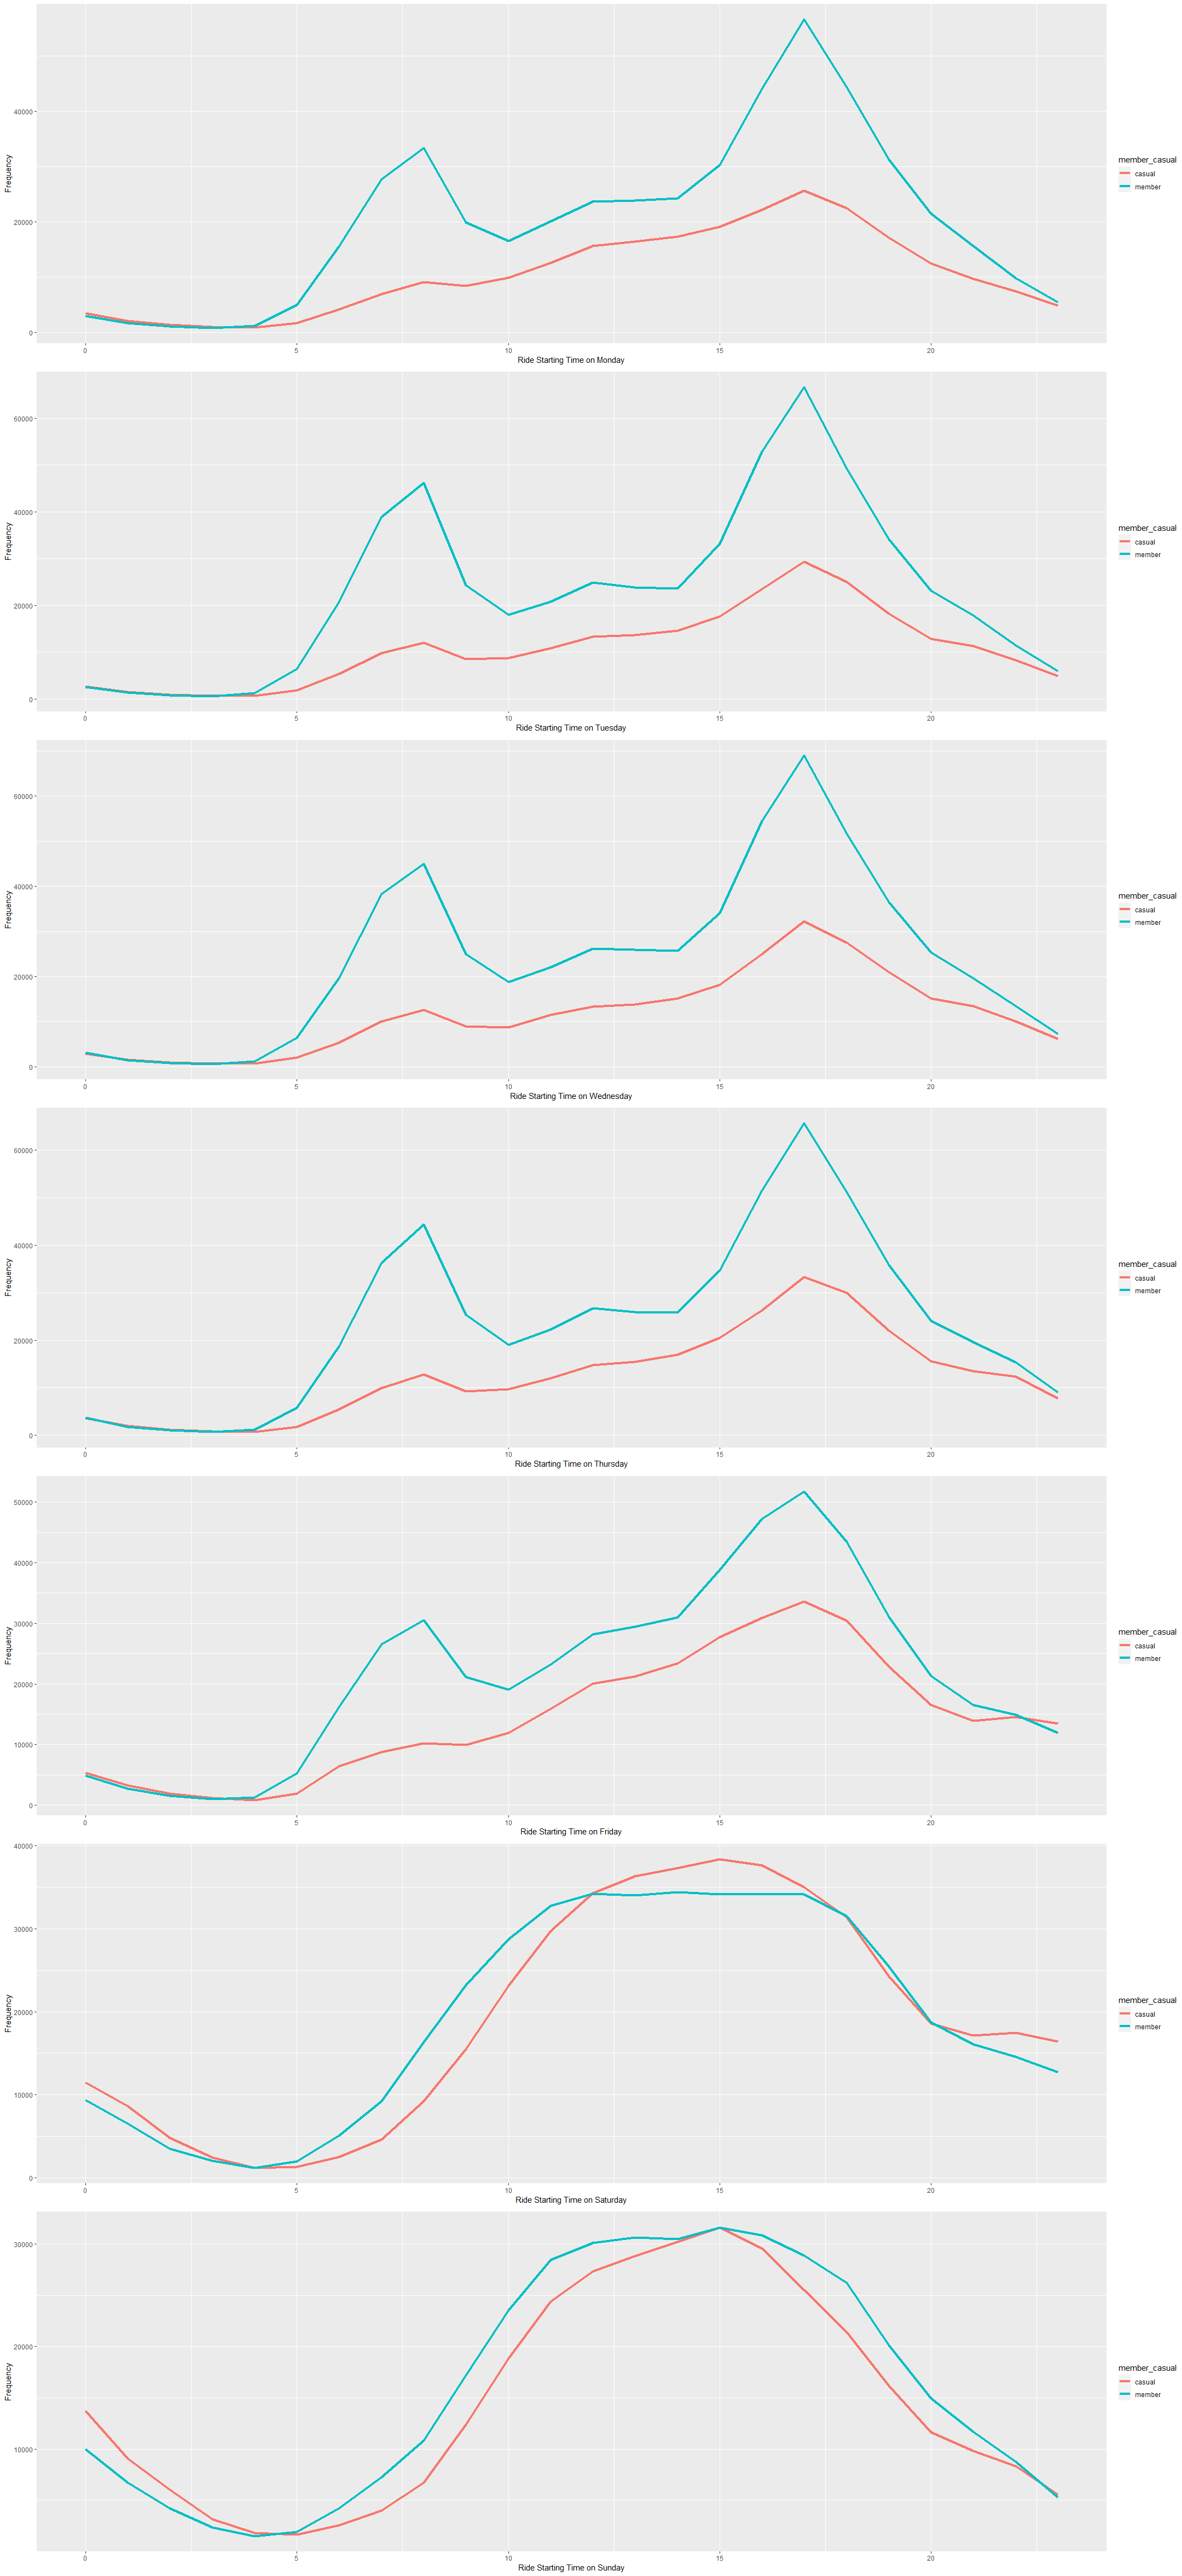 40000
20000
0
Frequency
0 5 10 15 20
Ride Starting Time on Monday
member_casual
casual
member
60000
40000
20000
0
Frequency
0 5 10 15 20
Ride Starting Time on Tuesday
member_casual
casual
member
60000
40000
20000
0
Frequency
0 5 10 15 20
Ride Starting Time on Wednesday
member_casual
casual
member
60000
40000
20000
0
Frequency
0 5 10 15 20
Ride Starting Time on Thursday
member_casual
casual
member
50000
40000
30000
20000
10000
0
Frequency
0 5 10 15 20
Ride Starting Time on Friday
member_casual
casual
member
40000
30000
20000
10000
0
Frequency
0 5 10 15 20
Ride Starting Time on Saturday
member_casual
casual
member
30000
20000
10000
Frequency
0 5 10 15 20
Ride Starting Time on Sunday
member_casual
casual
member